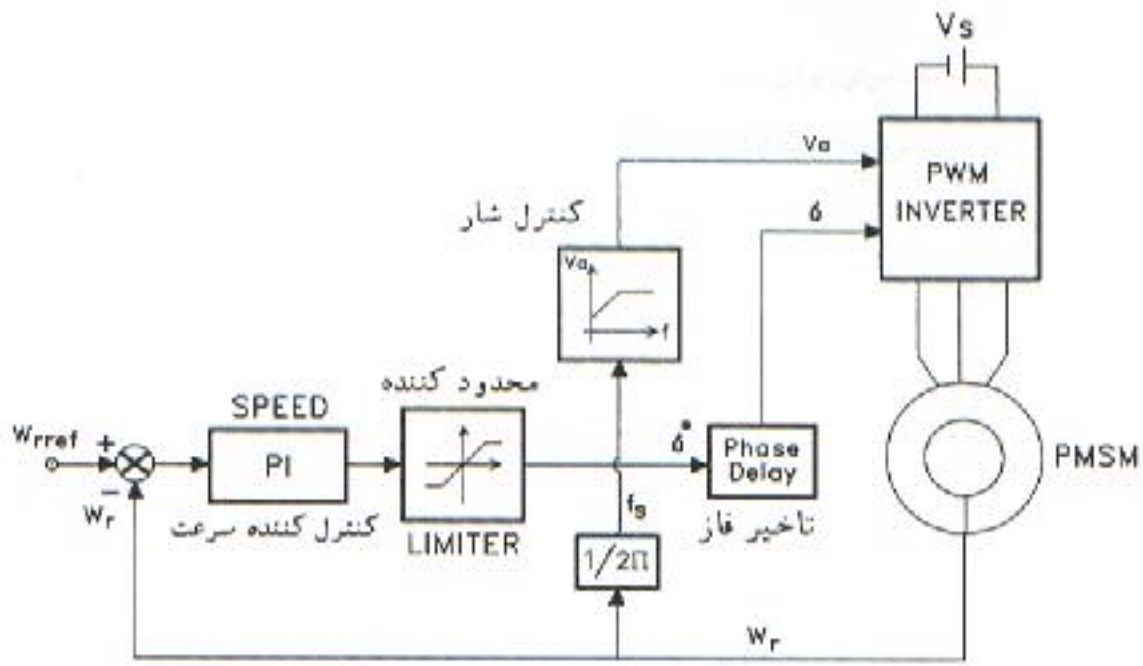 Vs
Va
PWM
INVERTER
δ
کنترل شار
Va
f
محدود کننده
SPEED
Wrref
+
PI
δ*
Phase
Delay
PMSM
−
Wr
fs
کنترل کننده سرعت
LIMITER
تاخیر فاز
1/2Π
Wr